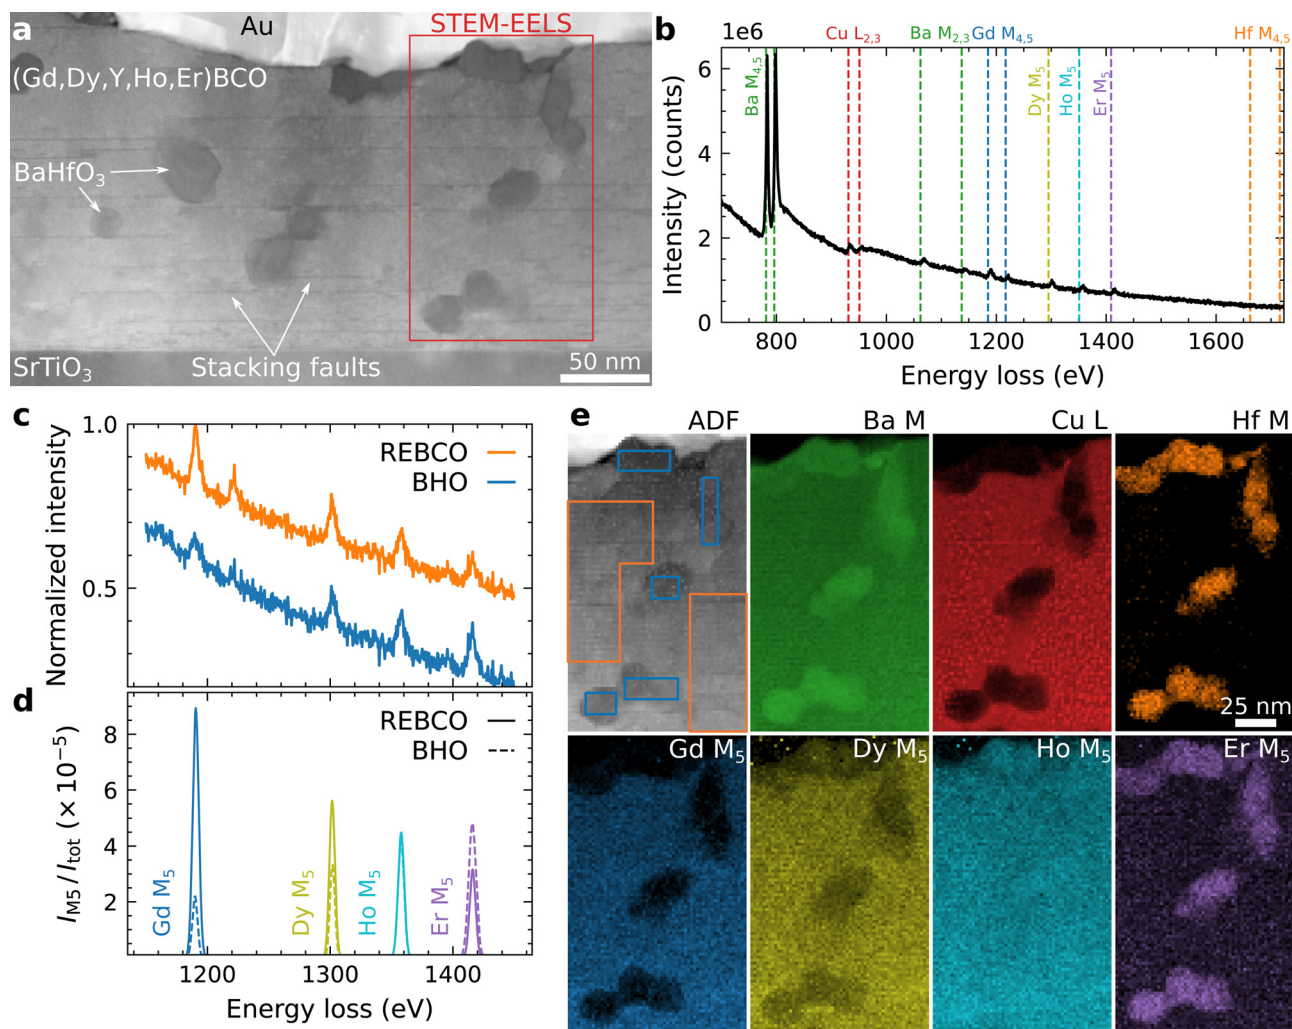 a
Au
STEM-EELS
(Gd,Dy,Y,Ho,Er)BCO
BaHfO3
Stacking faults
SrTiO3
50 nm
b
1e6
Cu L2,3
Ba M2,3
Gd M4,5
Hf M4,5
Ba M4,5
Dy M5
Ho M5
Er M5
6
4
2
0
Intensity (counts)
800
1000
1200
1400
1600
Energy loss (eV)
c
1.0
0.5
Normalized intensity
REBCO
BHO
d
REBCO
BHO
8
6
4
2
IM5 / Itot (× 10−5)
Gd M5
Dy M5
Ho M5
Er M5
1200
1300
1400
Energy loss (eV)
e
ADF
Ba M
Cu L
Hf M
25 nm
Gd M5
Dy M5
Ho M5
Er M5